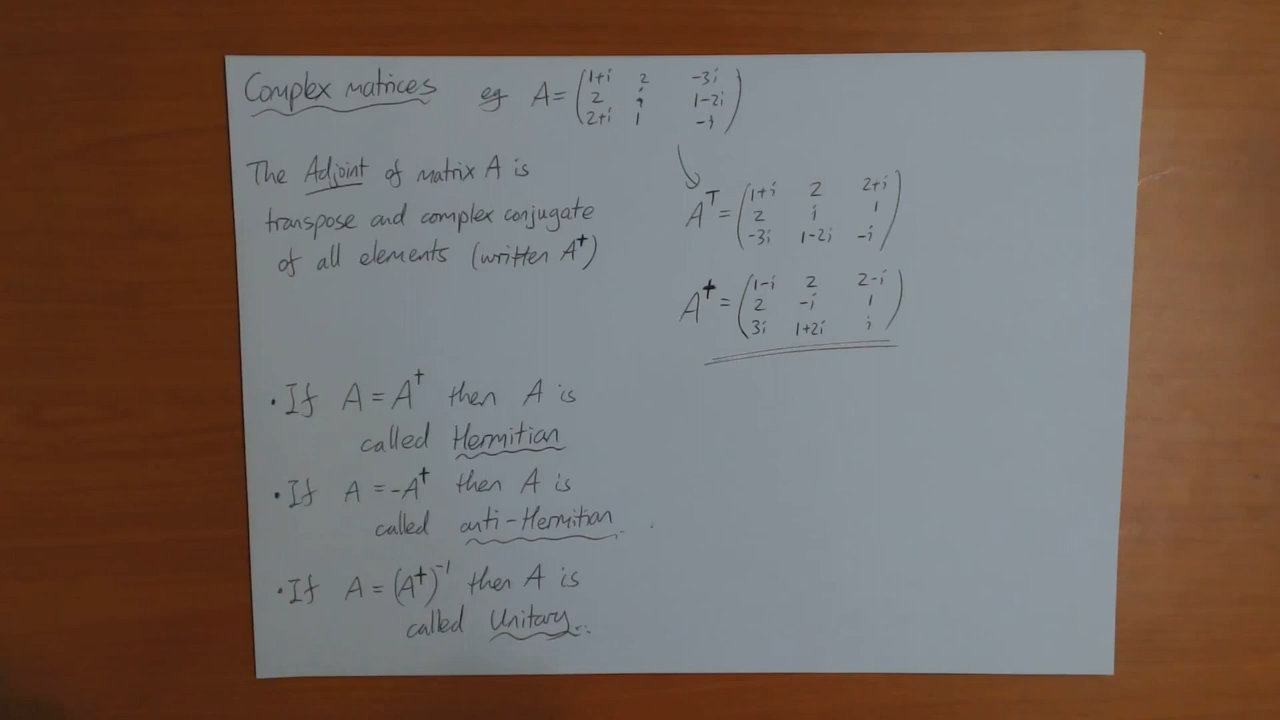 Complex matrices eg A = (1+i 2 -3i
2 i 1-2i
2+i 1 -i)
The Adjoint of matrix A is
transpose and complex conjugate
of all elements (written A†)
Aᵀ = (1+i 2 2+i
2 i 1
-3i 1-2i -i)
A† = (1-i 2 2-i
2 -i 1
3i 1+2i i)
• If A = A† then A is
called Hermitian
• If A = -A† then A is
called anti-Hermitian
• If A = (A†)⁻¹ then A is
called Unitary